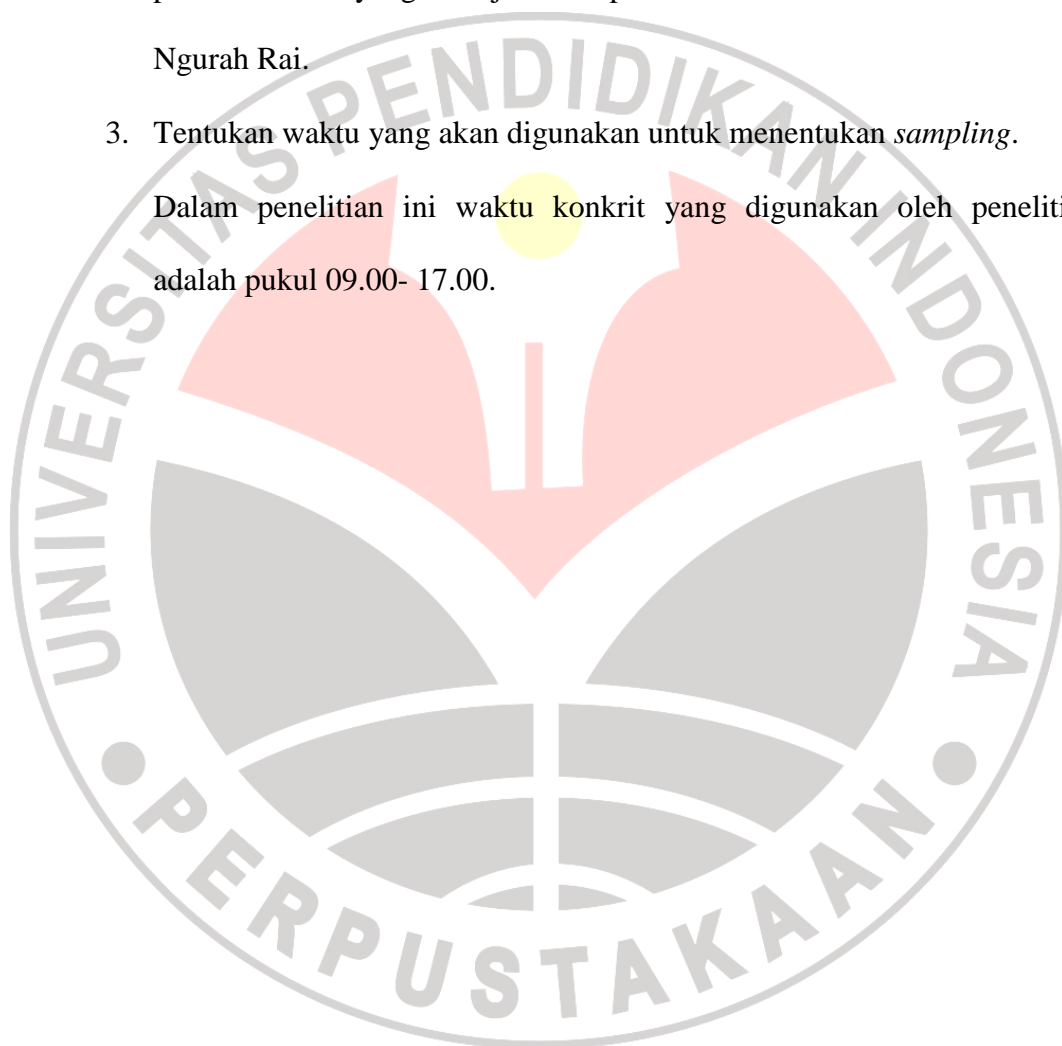 Ngurah Rai.
3. Tentukan waktu yang akan digunakan untuk menentukan sampling.
Dalam penelitian ini waktu konkrit yang digunakan oleh peneliti
adalah pukul 09.00- 17.00.
UNIVERSITAS PENDIDIKAN INDONESIA
PERPUSTAKAAN